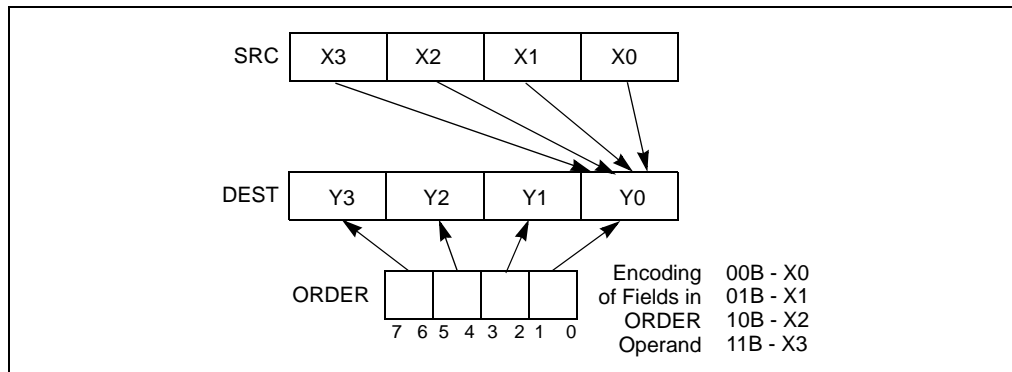 SRC X3 X2 X1 X0
DEST Y3 Y2 Y1 Y0
ORDER
7 6 5 4 3 2 1 0
Encoding 00B - X0
of Fields in 01B - X1
ORDER 10B - X2
Operand 11B - X3